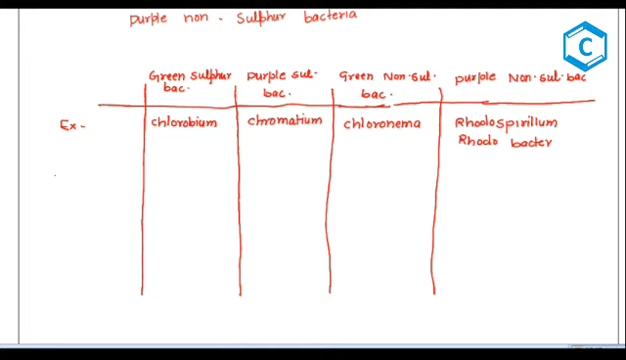 purple non - Sulphur bacteria
C
Green Sulphur bac. purple sul. bac. Green Non-sul. bac. purple Non-sul-bac
Ex - chlorobium chromatium chloronema Rhodospirillum
Rhodo bacter